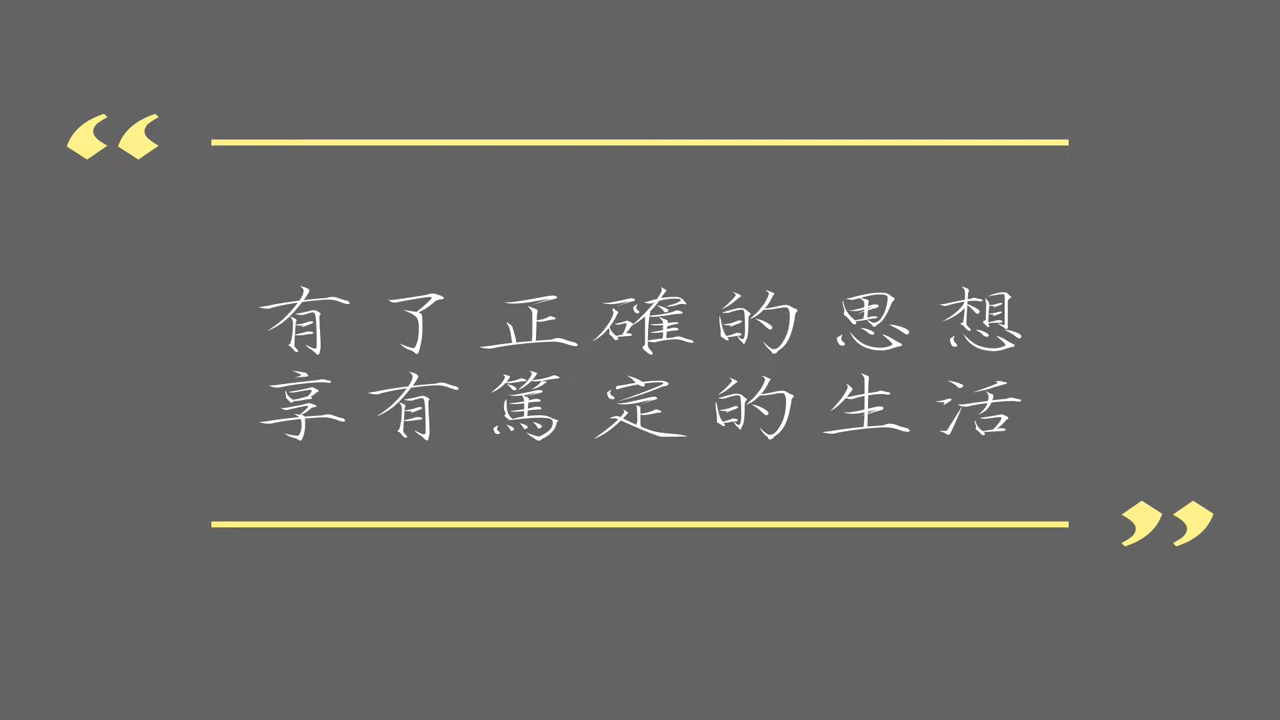 “
有了正確的思想
享有篤定的生活
”